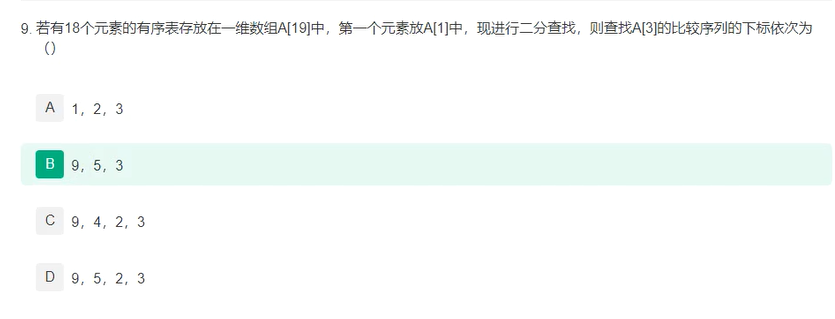 9. 若有18个元素的有序表存放在一维数组A[19]中，第一个元素放A[1]中，现进行二分查找，则查找A[3]的比较序列的下标依次为
（）
A 1，2，3
B 9，5，3
C 9，4，2，3
D 9，5，2，3